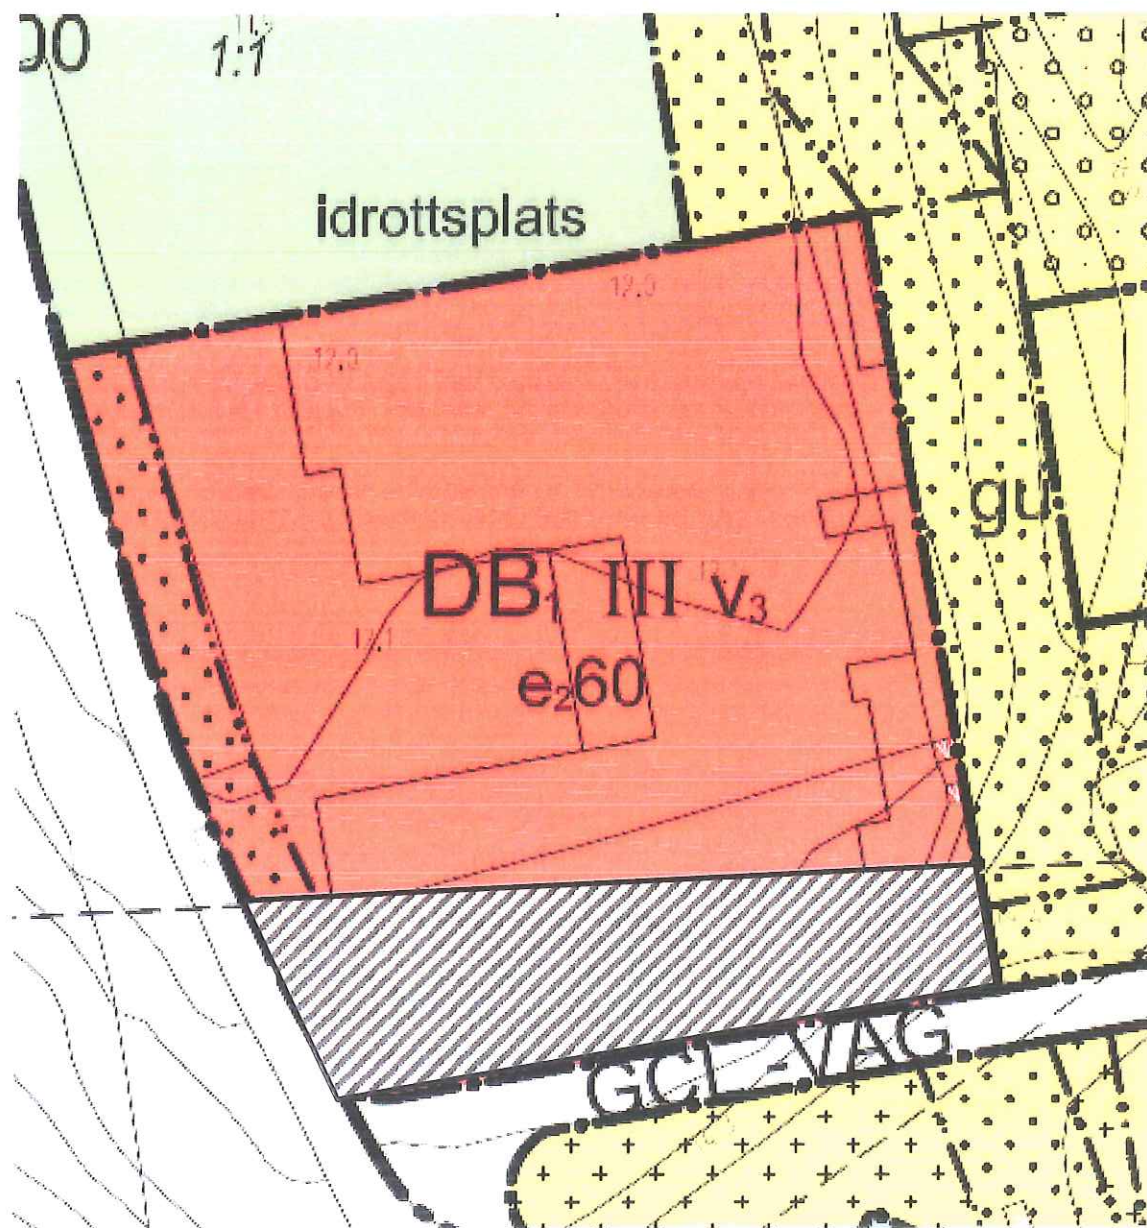 00
1:1
idrottsplats
12,0
12,0
DB₁ III v₃
e₂60
gu
GCL -VÄG